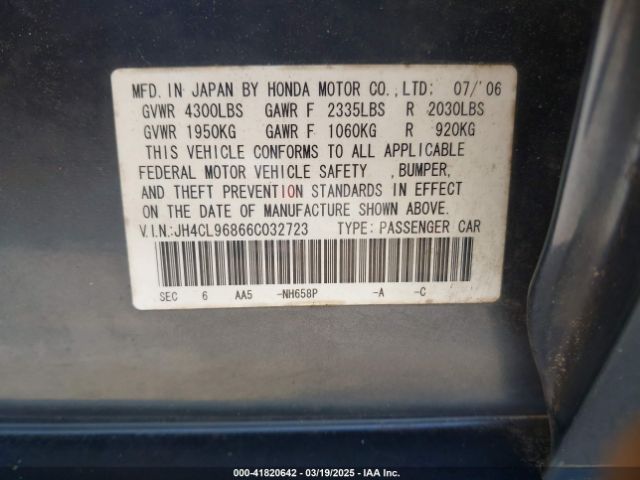 MFD. IN JAPAN BY HONDA MOTOR CO.,LTD; 07/'06
GVWR 4300LBS GAWR F 2335LBS R 2030LBS
GVWR 1950KG GAWR F 1060KG R 920KG
THIS VEHICLE CONFORMS TO ALL APPLICABLE
FEDERAL MOTOR VEHICLE SAFETY ,BUMPER,
AND THEFT PREVENTION STANDARDS IN EFFECT
ON THE DATE OF MANUFACTURE SHOWN ABOVE.
V.I.N.:JH4CL96866C032723 TYPE: PASSENGER CAR
SEC 6 AA5 -NH658P -A -C
000-41820642 - 03/19/2025 - IAA Inc.